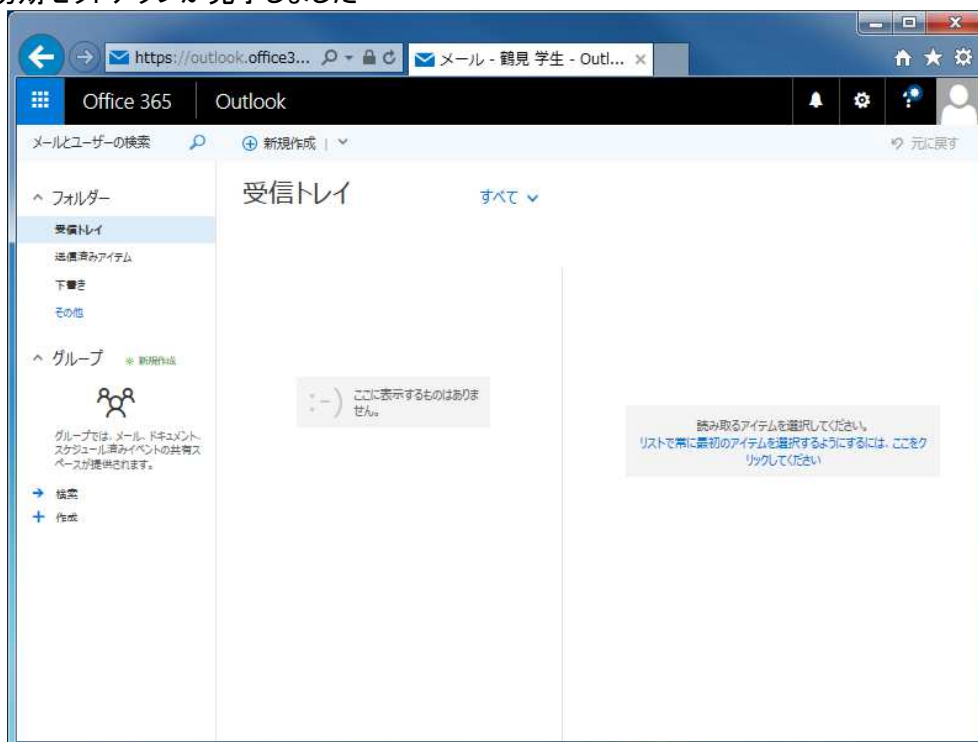 https://outlook.office3...
メール - 鶴見 学生 - Outl...
Office 365
Outlook
メールとユーザーの検索
新規作成
元に戻す
フォルダー
受信トレイ
送信済みアイテム
下書き
その他
グループ
新規作成
グループでは、メール、ドキュメント、
スケジュール済みイベントの共有ス
ペースが提供されます。
検索
作成
受信トレイ
すべて
:-)
ここに表示するものはありま
せん。
読み取るアイテムを選択してください。
リストで常に最初のアイテムを選択するようにするには、ここをク
リックしてください